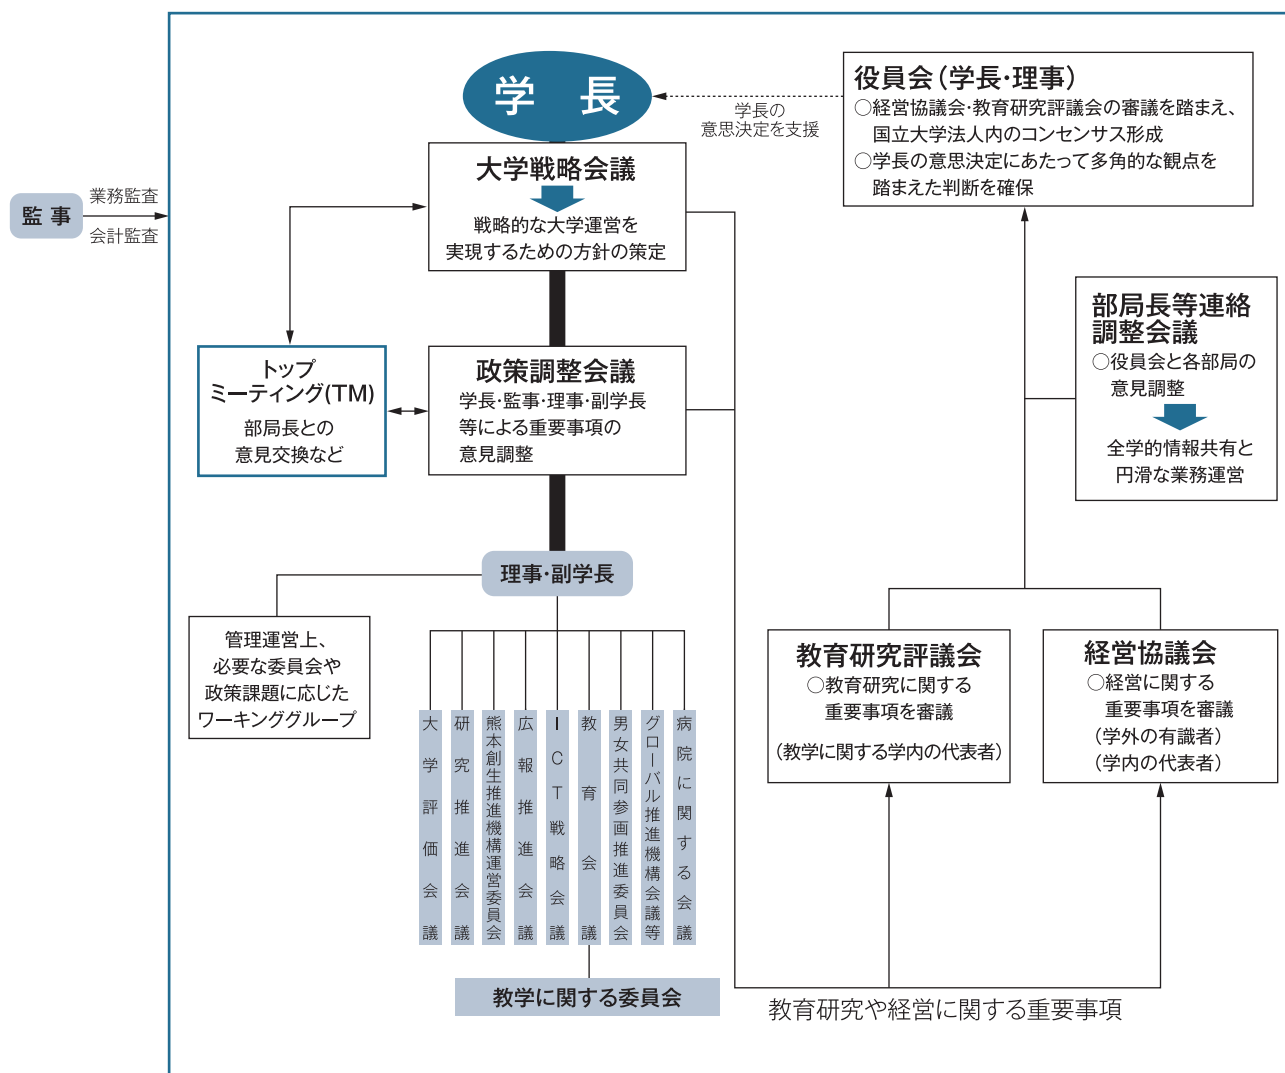 学　長
大学戦略会議
戦略的な大学運営を
実現するための方針の策定
学長の
意思決定を支援
役員会（学長・理事）
○経営協議会・教育研究評議会の審議を踏まえ、
国立大学法人内のコンセンサス形成
○学長の意思決定にあたって多角的な観点を
踏まえた判断を確保
監 事
業務監査
会計監査
部局長等連絡
調整会議
○役員会と各部局の
意見調整
全学的情報共有と
円滑な業務運営
トップ
ミーティング(TM)
部局長との
意見交換など
政策調整会議
学長・監事・理事・副学長
等による重要事項の
意見調整
理事・副学長
管理運営上、
必要な委員会や
政策課題に応じた
ワーキンググループ
大学評価会議
研究推進会議
熊本創生推進機構運営委員会
広報推進会議
ICT戦略会議
教育会議
男女共同参画推進委員会
グローバル推進機構会議等
病院に関する会議
教学に関する委員会
教育研究評議会
○教育研究に関する
重要事項を審議
（教学に関する学内の代表者）
経営協議会
○経営に関する
重要事項を審議
（学外の有識者）
（学内の代表者）
教育研究や経営に関する重要事項